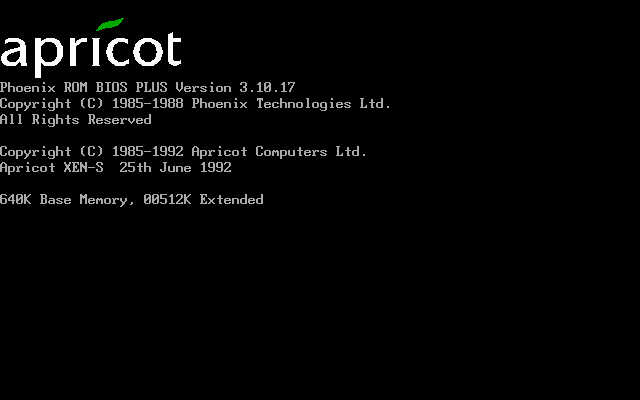 apricot
Phoenix ROM BIOS PLUS Version 3.10.17
Copyright (C) 1985-1988 Phoenix Technologies Ltd.
All Rights Reserved
Copyright (C) 1985-1992 Apricot Computers Ltd.
Apricot XEN-S  25th June 1992
640K Base Memory, 00512K Extended